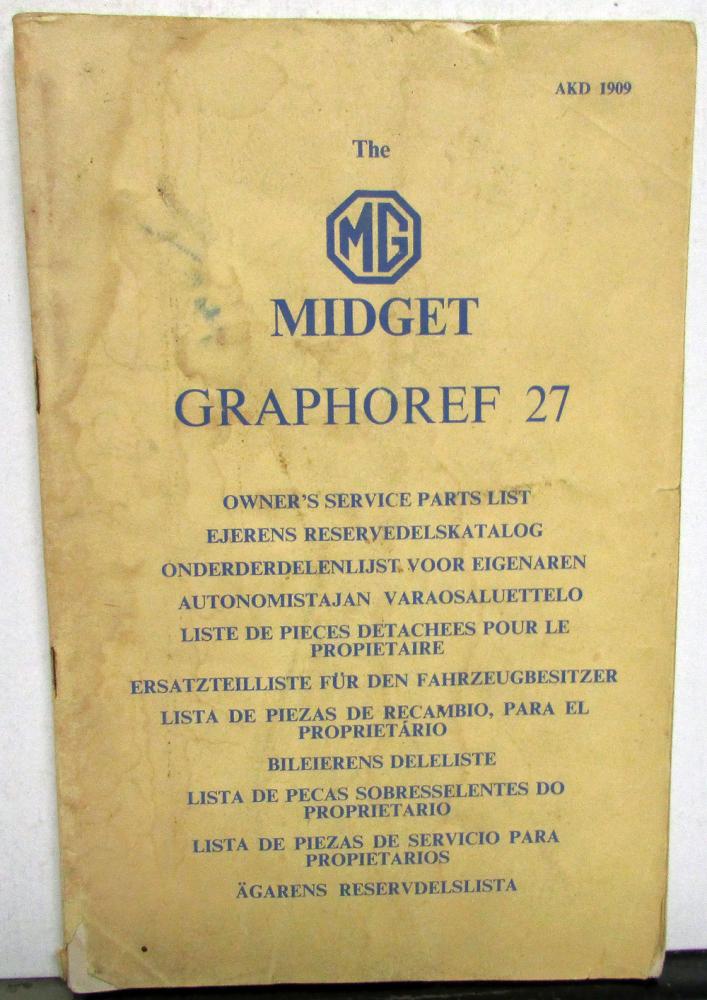 AKD 1909
The
MG
MIDGET
GRAPHOREF 27
OWNER'S SERVICE PARTS LIST
EJERENS RESERVEDELSKATALOG
ONDERDERDELENLIJST VOOR EIGENAREN
AUTONOMISTAJAN VARAOSALUETTELO
LISTE DE PIECES DETACHEES POUR LE
PROPIETAIRE
ERSATZTEILLISTE FÜR DEN FAHRZEUGBESITZER
LISTA DE PIEZAS DE RECAMBIO, PARA EL
PROPRIETÁRIO
BILEIERENS DELELISTE
LISTA DE PECAS SOBRESSELENTES DO
PROPRIETARIO
LISTA DE PIEZAS DE SERVICIO PARA
PROPIETARIOS
ÄGARENS RESERVDELSLISTA